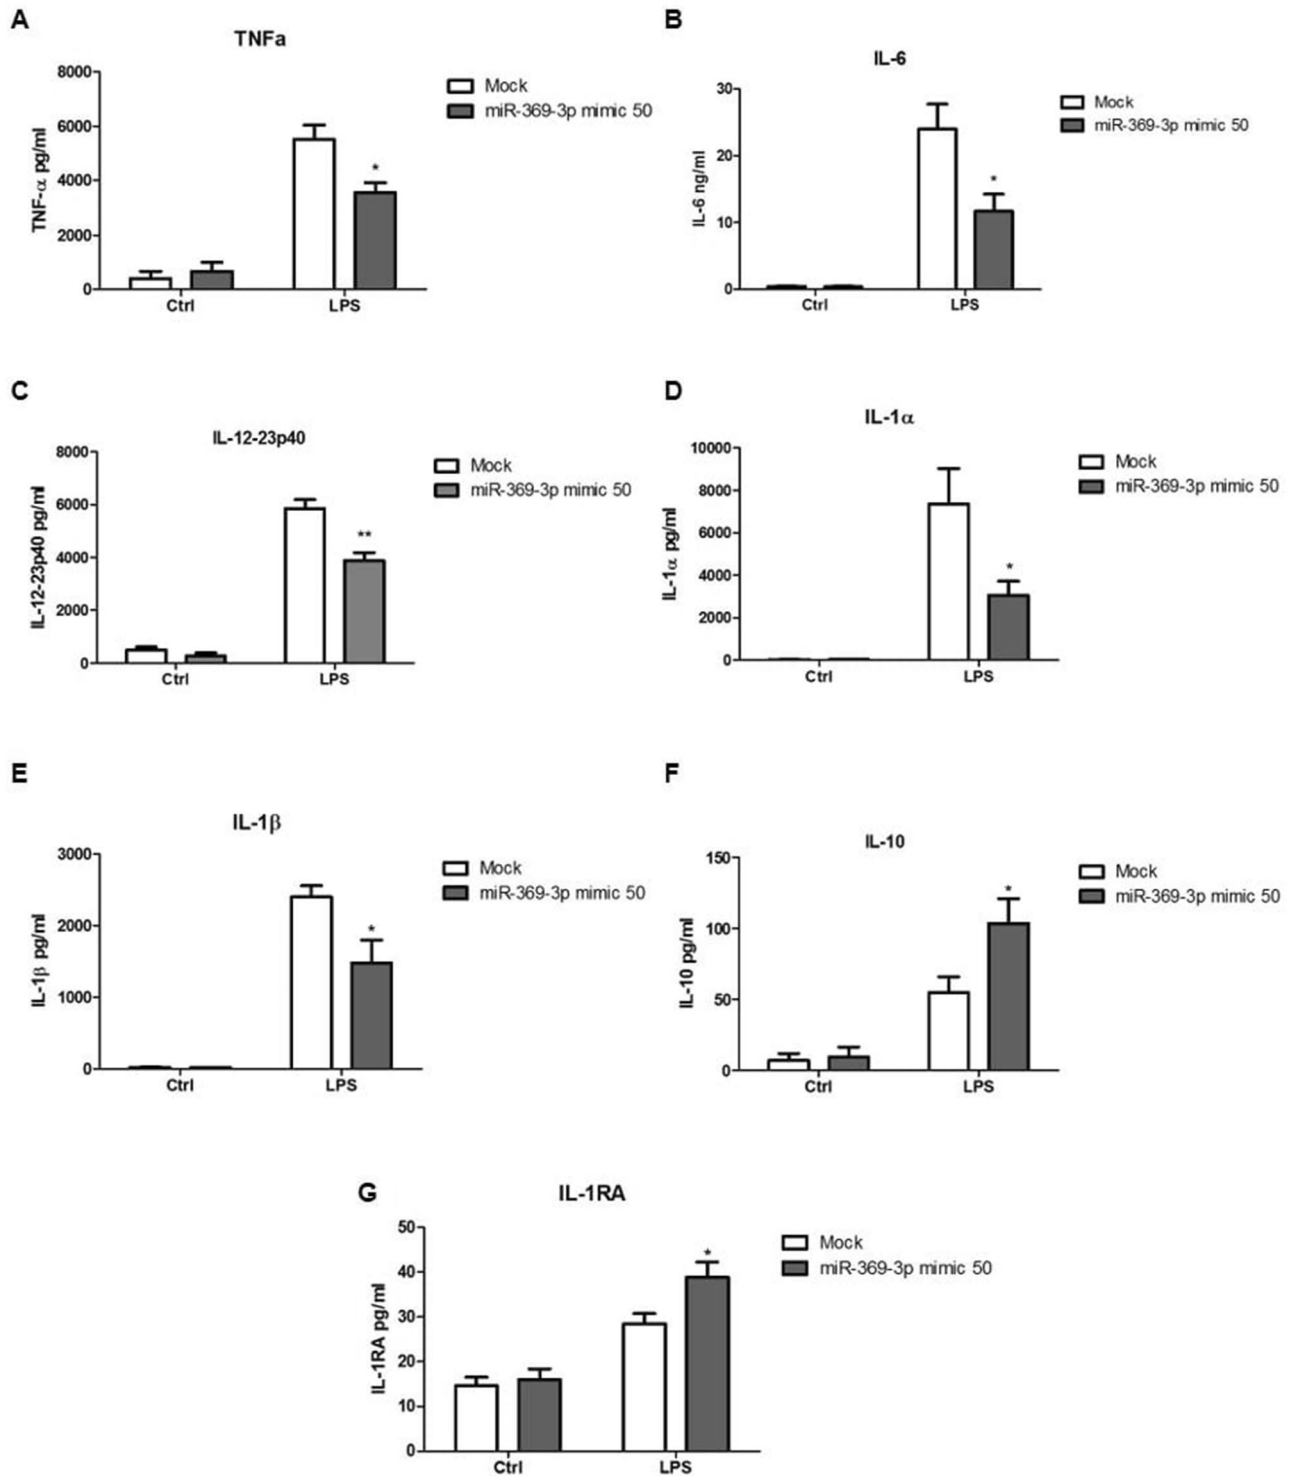 A
TNFa
8000
6000
4000
2000
0
TNF-α pg/ml
*
Ctrl
LPS
Mock
miR-369-3p mimic 50
B
IL-6
30
20
10
0
IL-6 ng/ml
*
Ctrl
LPS
Mock
miR-369-3p mimic 50
C
IL-12-23p40
8000
6000
4000
2000
0
IL-12-23p40 pg/ml
**
Ctrl
LPS
Mock
miR-369-3p mimic 50
D
IL-1α
10000
8000
6000
4000
2000
0
IL-1α pg/ml
*
Ctrl
LPS
Mock
miR-369-3p mimic 50
E
IL-1β
3000
2000
1000
0
IL-1β pg/ml
*
Ctrl
LPS
Mock
miR-369-3p mimic 50
F
IL-10
150
100
50
0
IL-10 pg/ml
*
Ctrl
LPS
Mock
miR-369-3p mimic 50
G
IL-1RA
50
40
30
20
10
0
IL-1RA pg/ml
*
Ctrl
LPS
Mock
miR-369-3p mimic 50